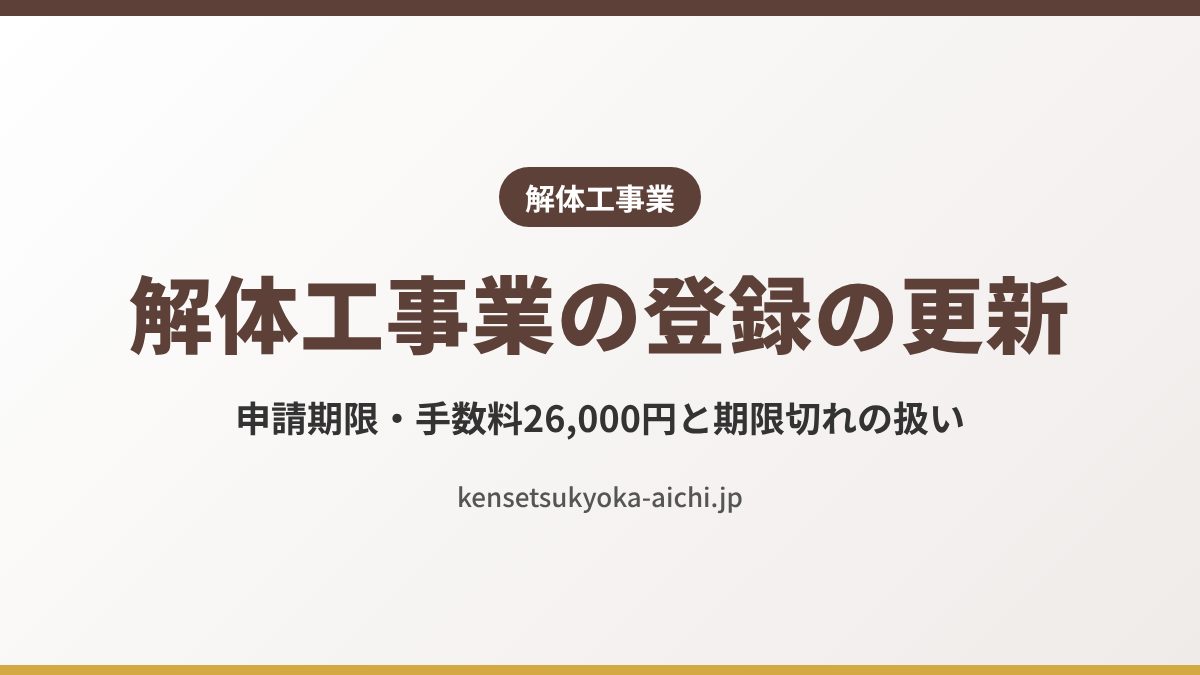 解体工事業
解体工事業の登録の更新
申請期限・手数料26,000円と期限切れの扱い
kensetsukyoka-aichi.jp